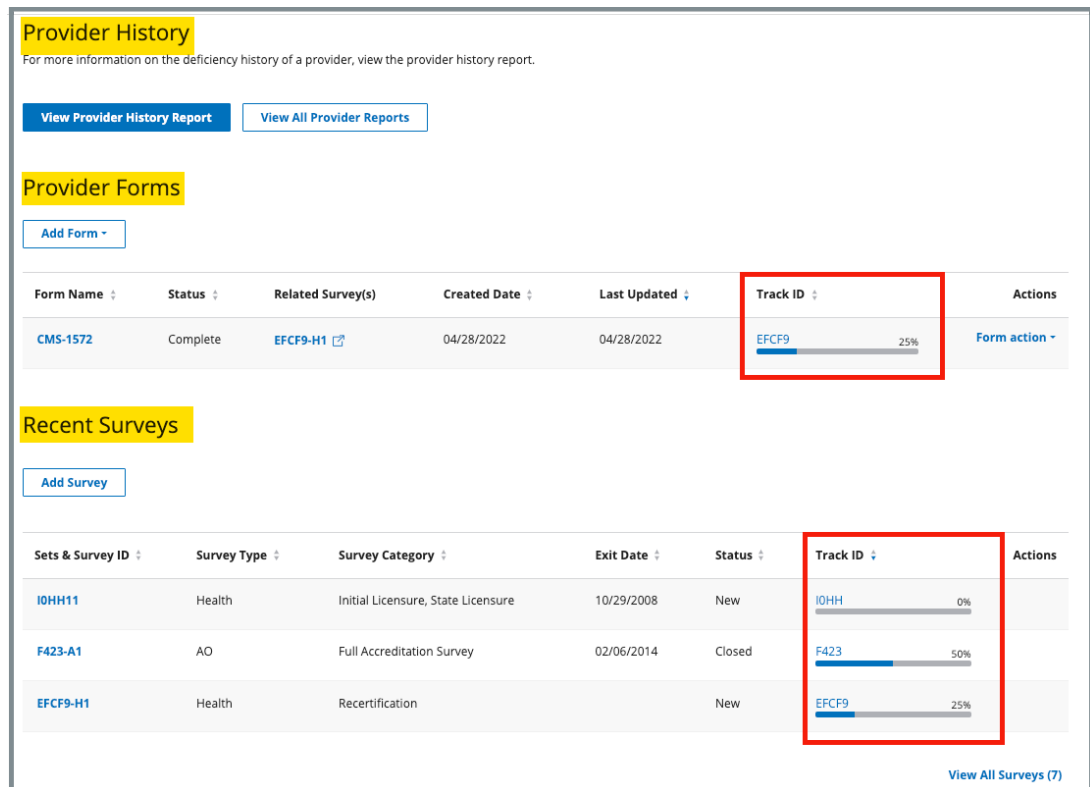 Provider History
For more information on the deficiency history of a provider, view the provider history report.
View Provider History Report View All Provider Reports
Provider Forms
Add Form
Form Name Status Related Survey(s) Created Date Last Updated Track ID Actions
CMS-1572 Complete EFCF9-H1 04/28/2022 04/28/2022 EFCF9 25% Form action
Recent Surveys
Add Survey
Sets & Survey ID Survey Type Survey Category Exit Date Status Track ID Actions
I0HH11 Health Initial Licensure, State Licensure 10/29/2008 New I0HH 0%
F423-A1 AO Full Accreditation Survey 02/06/2014 Closed F423 50%
EFCF9-H1 Health Recertification New EFCF9 25%
View All Surveys (7)